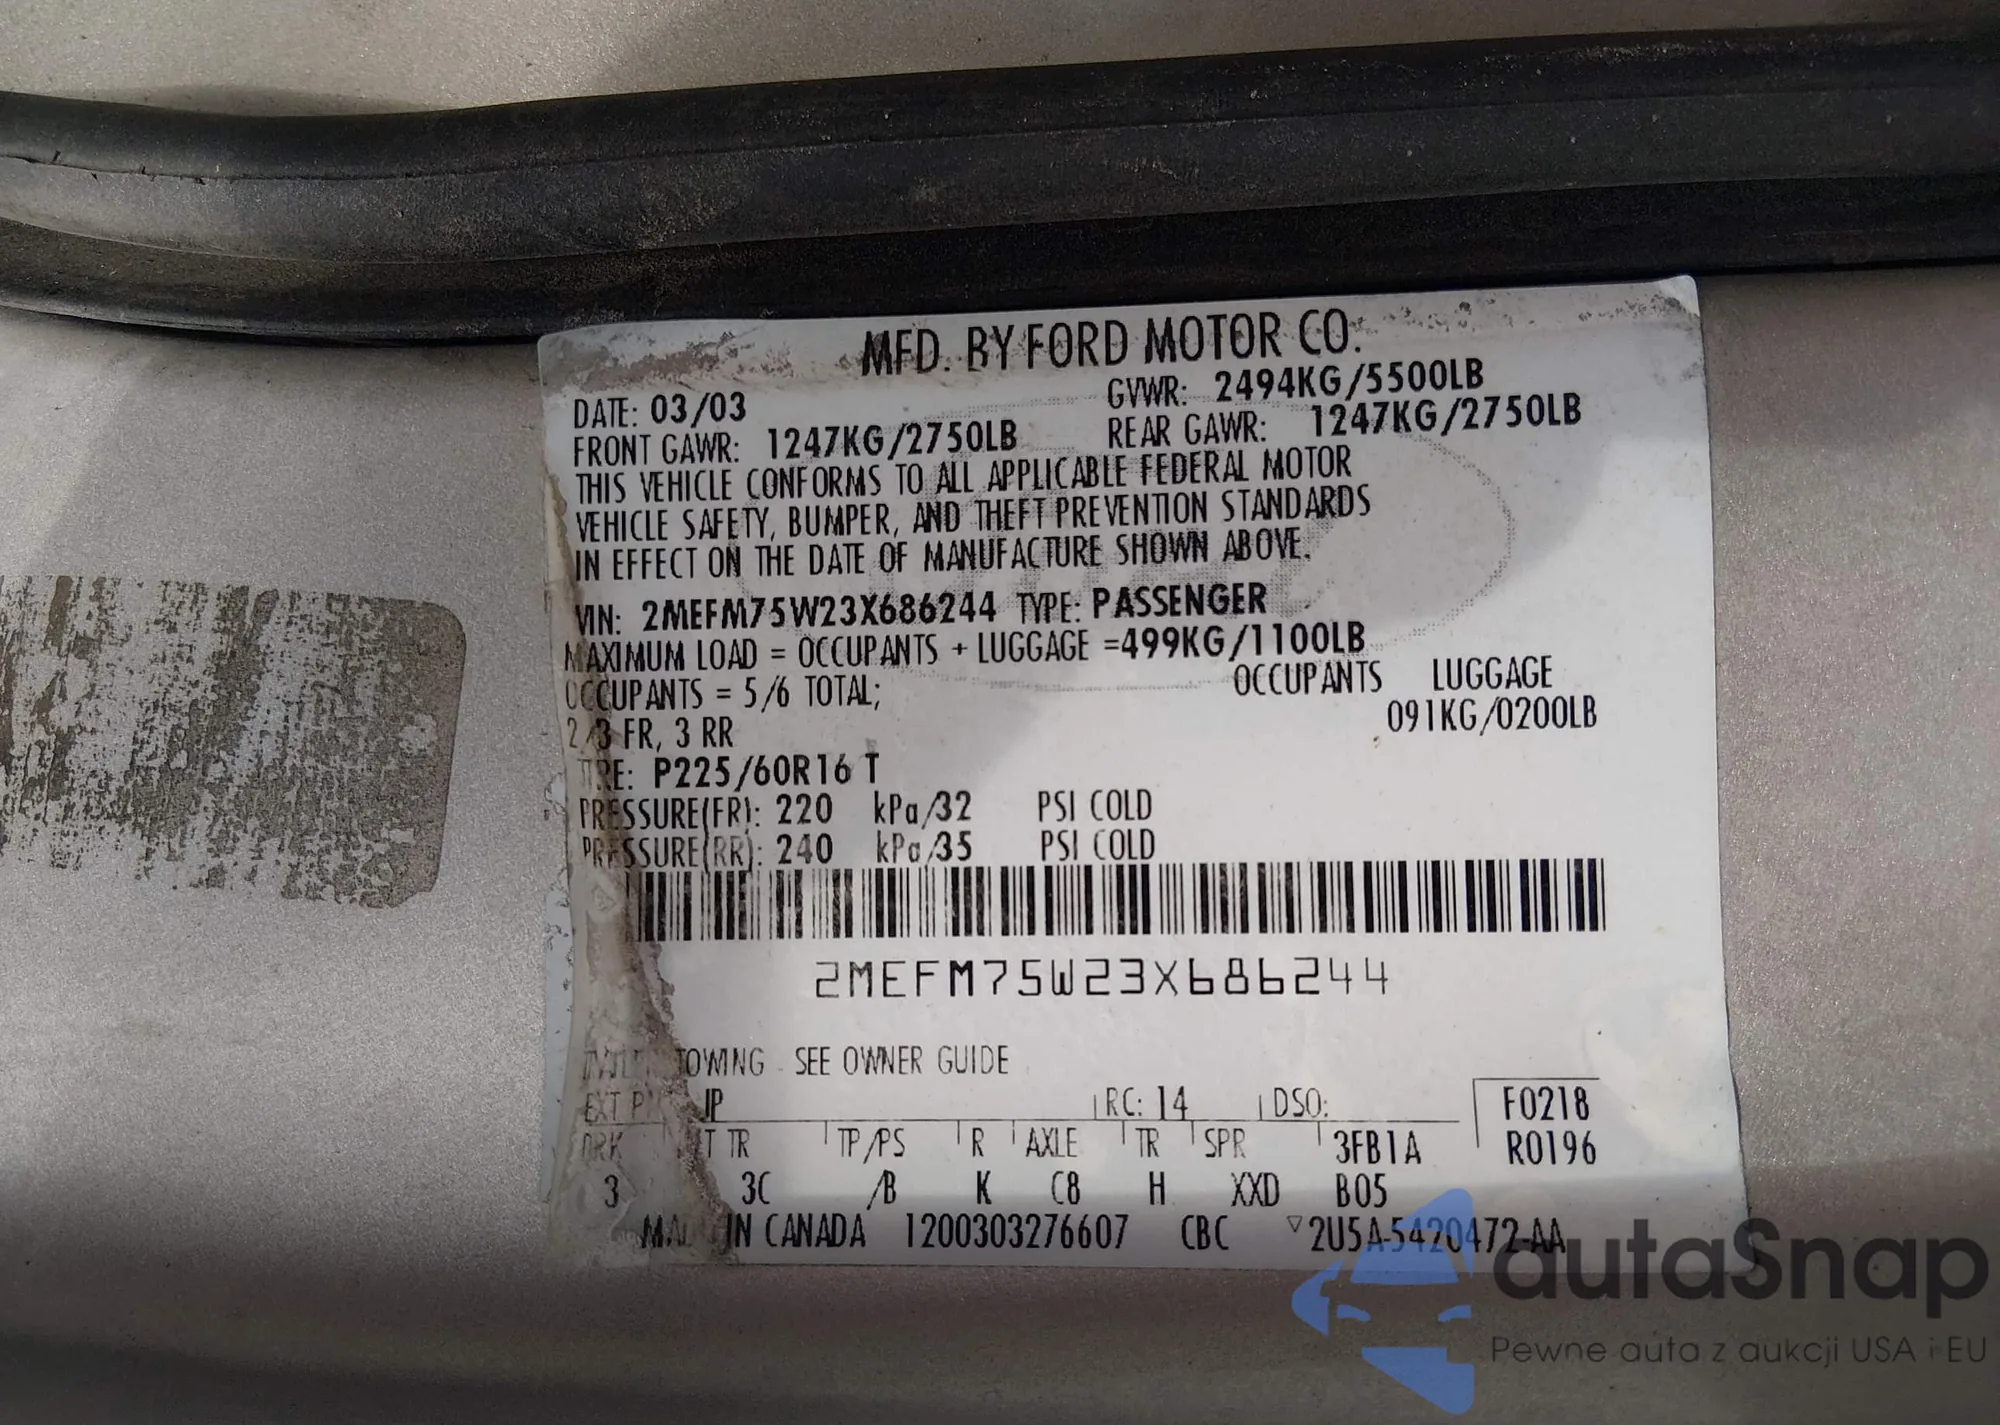 MFD. BY FORD MOTOR CO.
DATE: 03/03 GVWR: 2494KG/5500LB
FRONT GAWR: 1247KG/2750LB REAR GAWR: 1247KG/2750LB
THIS VEHICLE CONFORMS TO ALL APPLICABLE FEDERAL MOTOR
VEHICLE SAFETY, BUMPER, AND THEFT PREVENTION STANDARDS
IN EFFECT ON THE DATE OF MANUFACTURE SHOWN ABOVE.
VIN: 2MEFM75W23X686244 TYPE: PASSENGER
MAXIMUM LOAD = OCCUPANTS + LUGGAGE =499KG/1100LB
OCCUPANTS = 5/6 TOTAL; OCCUPANTS LUGGAGE
2/3 FR, 3 RR 091KG/0200LB
TIRE: P225/60R16 T
PRESSURE(FR): 220 kPa/32 PSI COLD
PRESSURE(RR): 240 kPa/35 PSI COLD
2MEFM75W23X686244
TOWING - SEE OWNER GUIDE
EXT JP RC: 14 DSO: F0218
BRK TR TP/PS R AXLE TR SPR 3FB1A R0196
3 3C /B K C8 H XXD B05
IN CANADA 1200303276607 CBC ▽2U5A-5420472-AA
autaSnap
Pewne auta z aukcji USA i EU